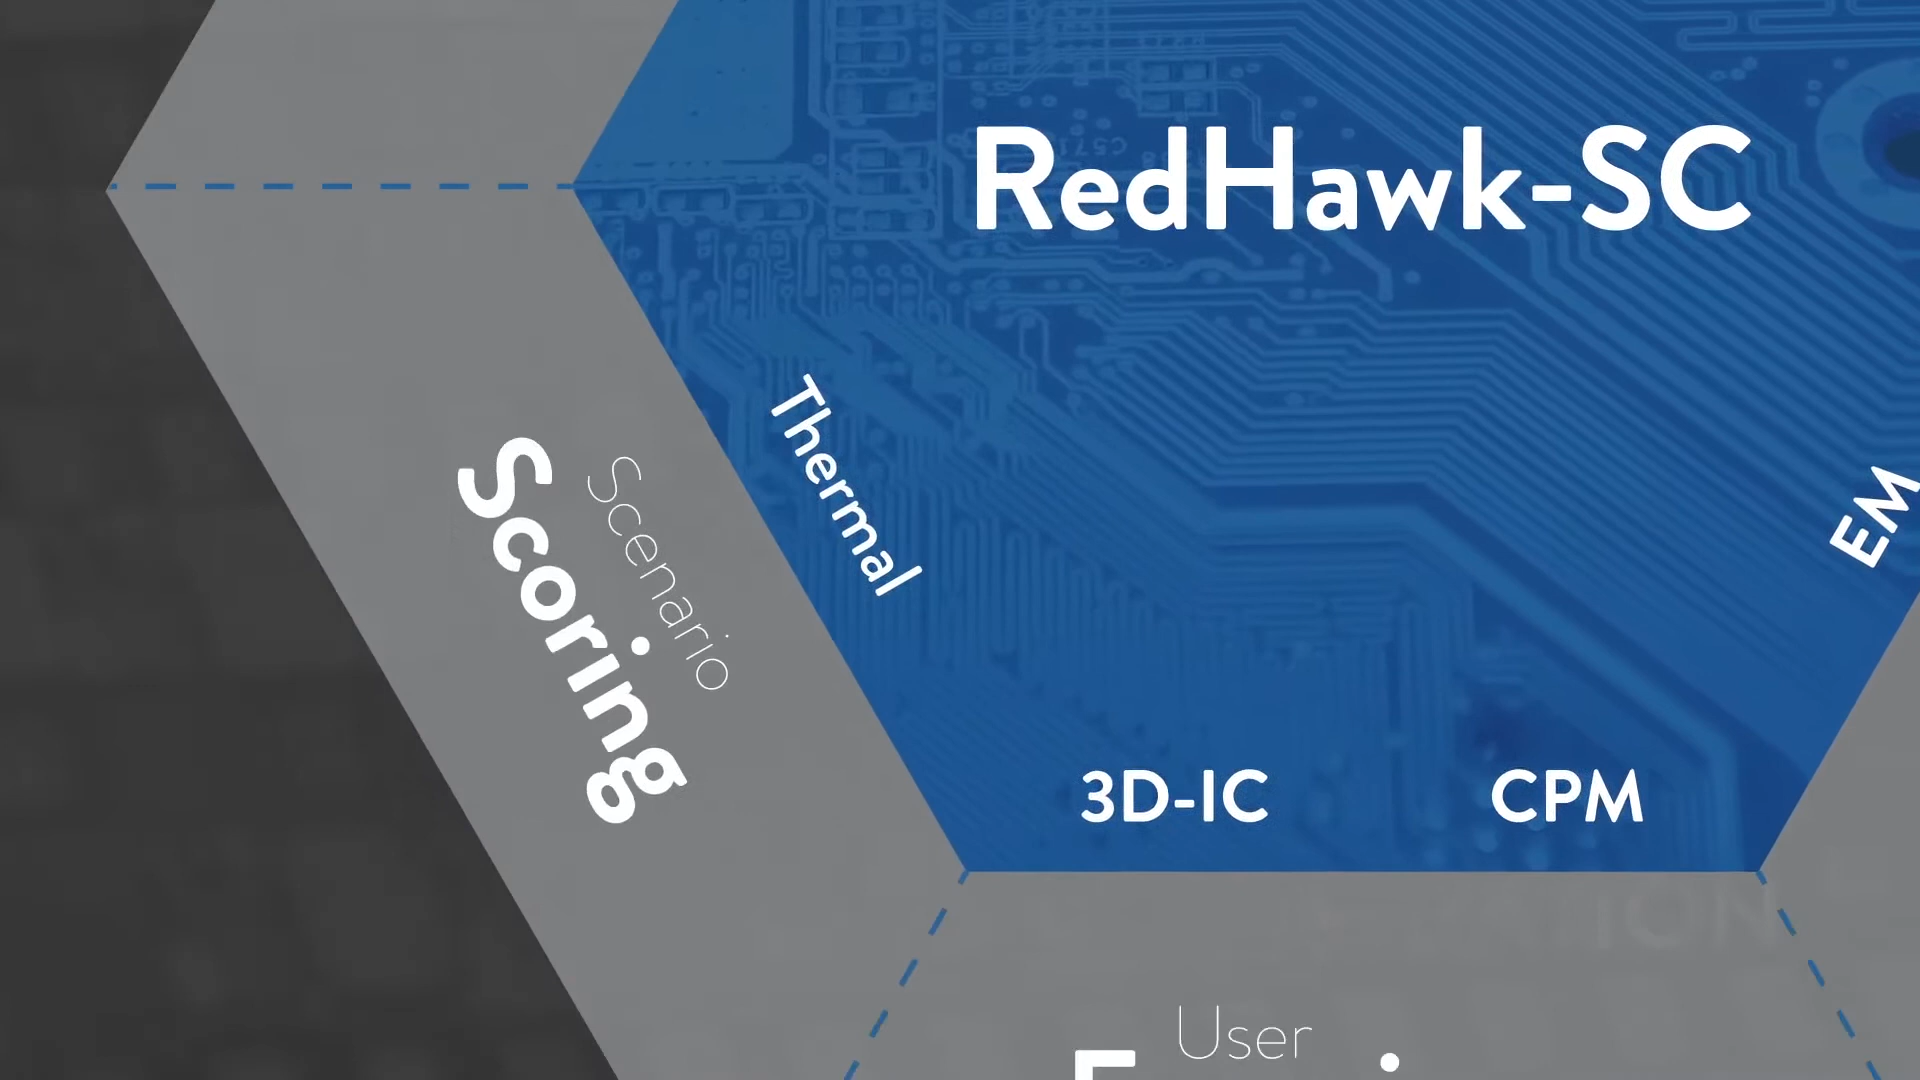 RedHawk-SC
Thermal
EM
Scenario
Scoring
3D-IC
CPM
User